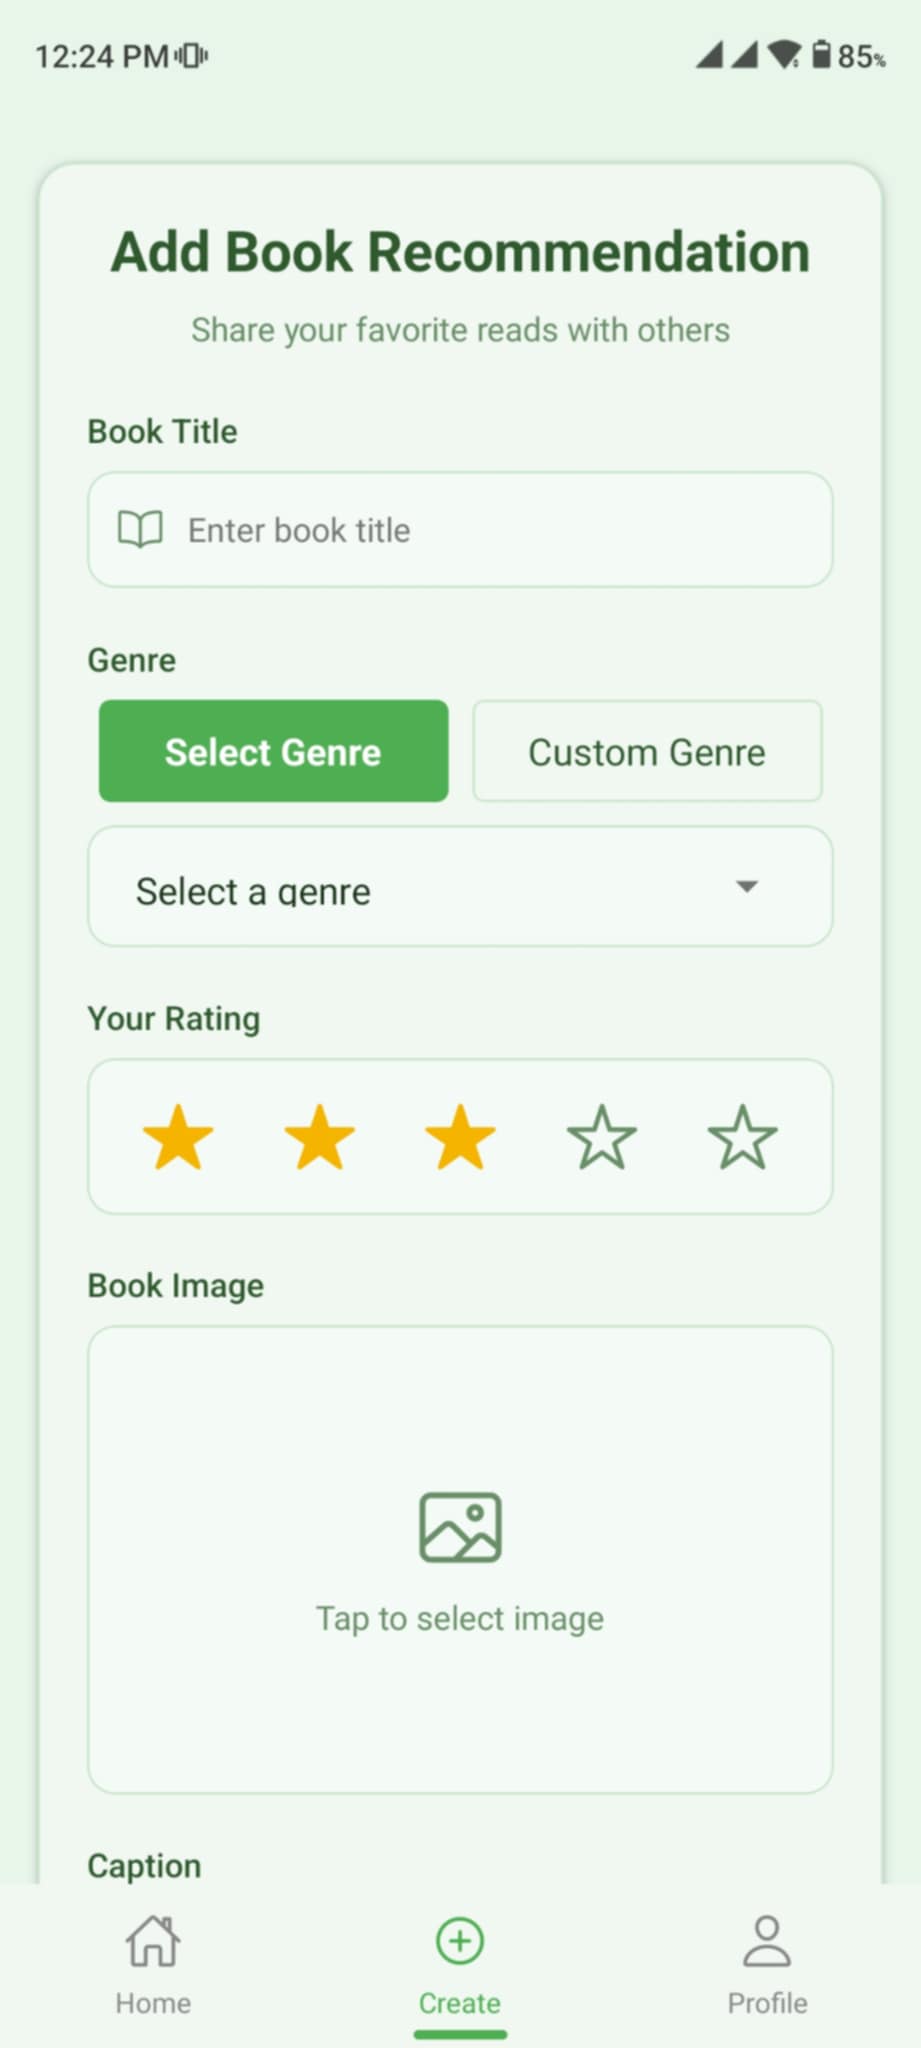 12:24 PM
85%
Add Book Recommendation
Share your favorite reads with others
Book Title
Enter book title
Genre
Select Genre
Custom Genre
Select a genre
Your Rating
Book Image
Tap to select image
Caption
Home
Create
Profile